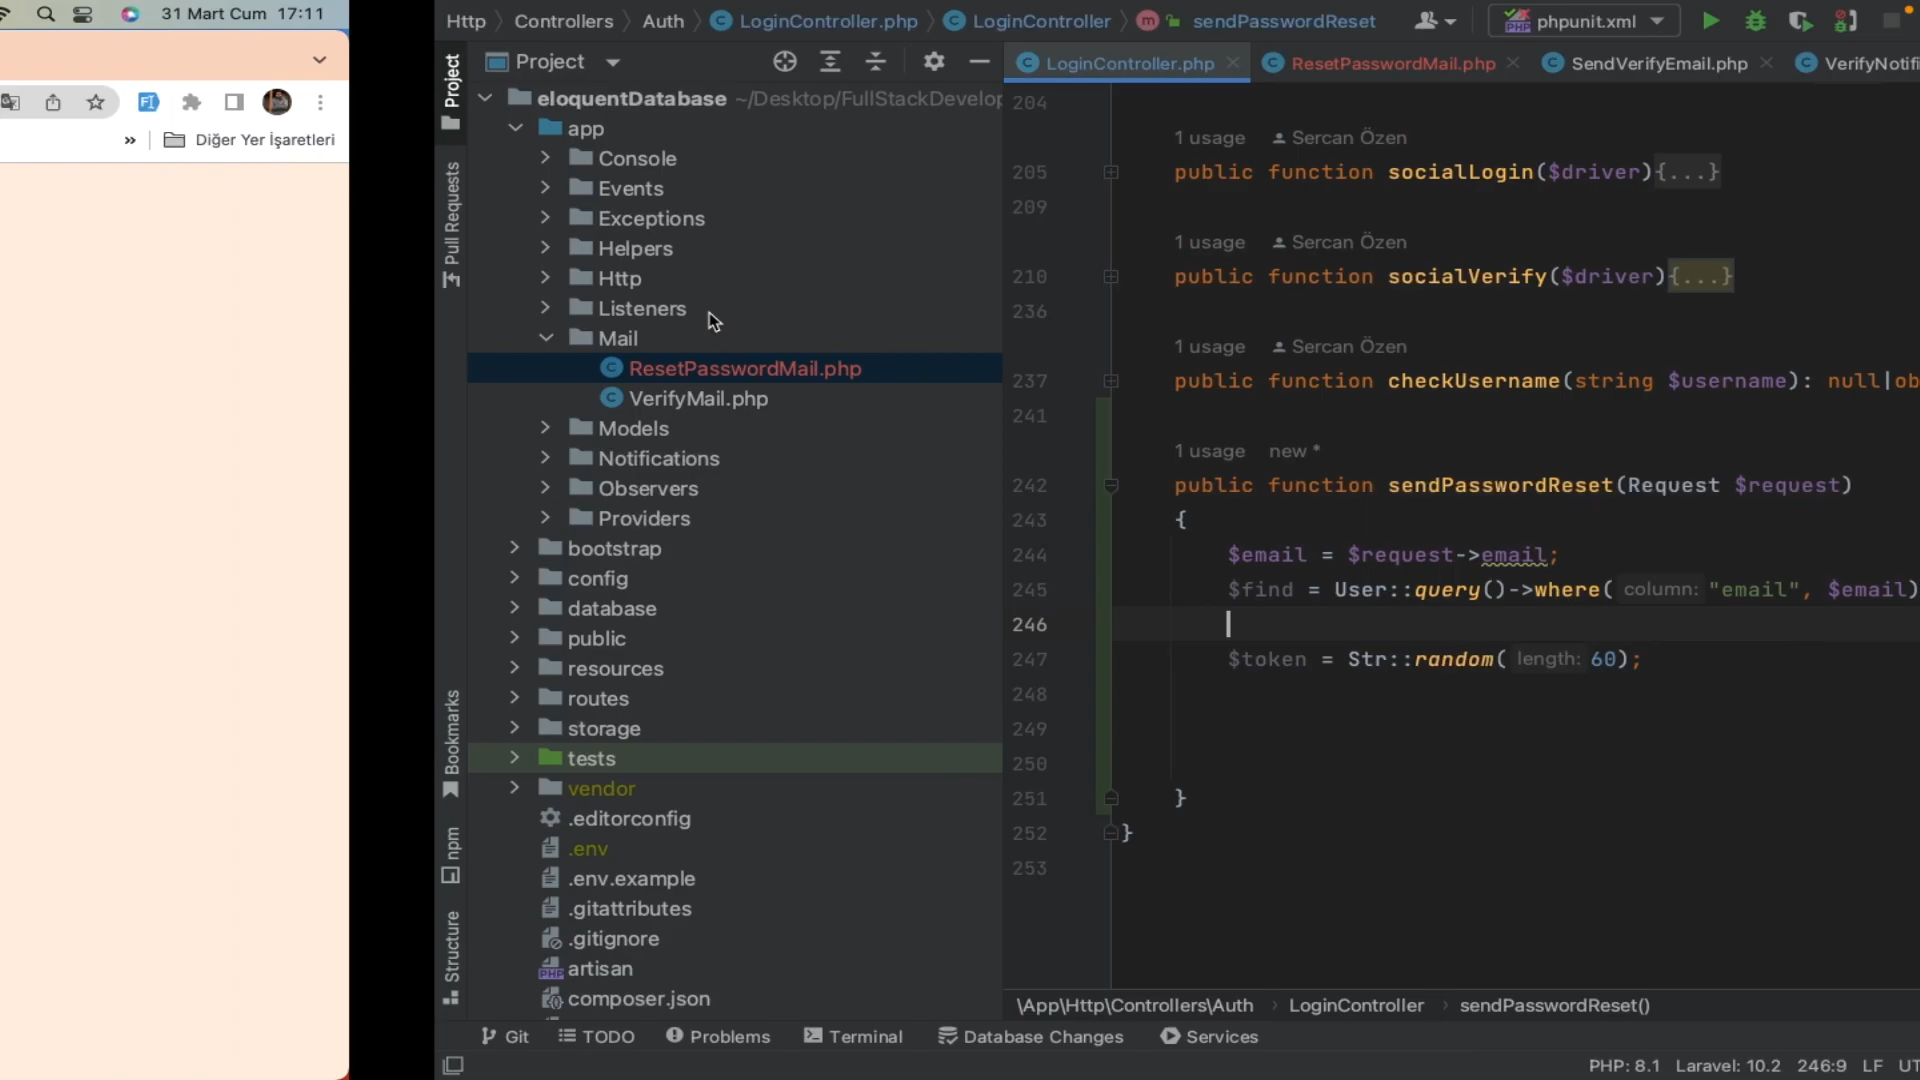 31 Mart Cum 17:11
Diğer Yer İşaretleri
Http Controllers Auth LoginController.php LoginController sendPasswordReset
phpunit.xml
Project
Pull Requests
Bookmarks
npm
Structure
Project
eloquentDatabase ~/Desktop/FullStackDevelop
app
Console
Events
Exceptions
Helpers
Http
Listeners
Mail
ResetPasswordMail.php
VerifyMail.php
Models
Notifications
Observers
Providers
bootstrap
config
database
public
resources
routes
storage
tests
vendor
.editorconfig
.env
.env.example
.gitattributes
.gitignore
artisan
composer.json
LoginController.php ResetPasswordMail.php SendVerifyEmail.php VerifyNotifi
204
1 usage Sercan Özen
205 public function socialLogin($driver){...}
209
1 usage Sercan Özen
210 public function socialVerify($driver){...}
236
1 usage Sercan Özen
237 public function checkUsername(string $username): null|ob
241
1 usage new *
242 public function sendPasswordReset(Request $request)
243 {
244 $email = $request->email;
245 $find = User::query()->where( column: "email", $email)
246
247 $token = Str::random( length: 60);
248
249
250
251 }
252 }
253
\App\Http\Controllers\Auth LoginController sendPasswordReset()
Git TODO Problems Terminal Database Changes Services
PHP: 8.1 Laravel: 10.2 246:9 LF UT